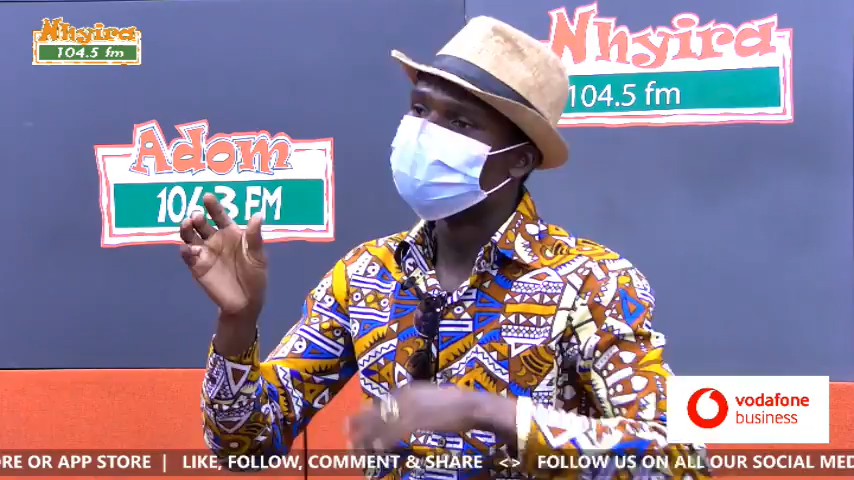 Nhyira
104.5 fm
Nhyira
104.5 fm
Adom
106.3 FM
vodafone
business
RE OR APP STORE | LIKE, FOLLOW, COMMENT & SHARE <> FOLLOW US ON ALL OUR SOCIAL MED